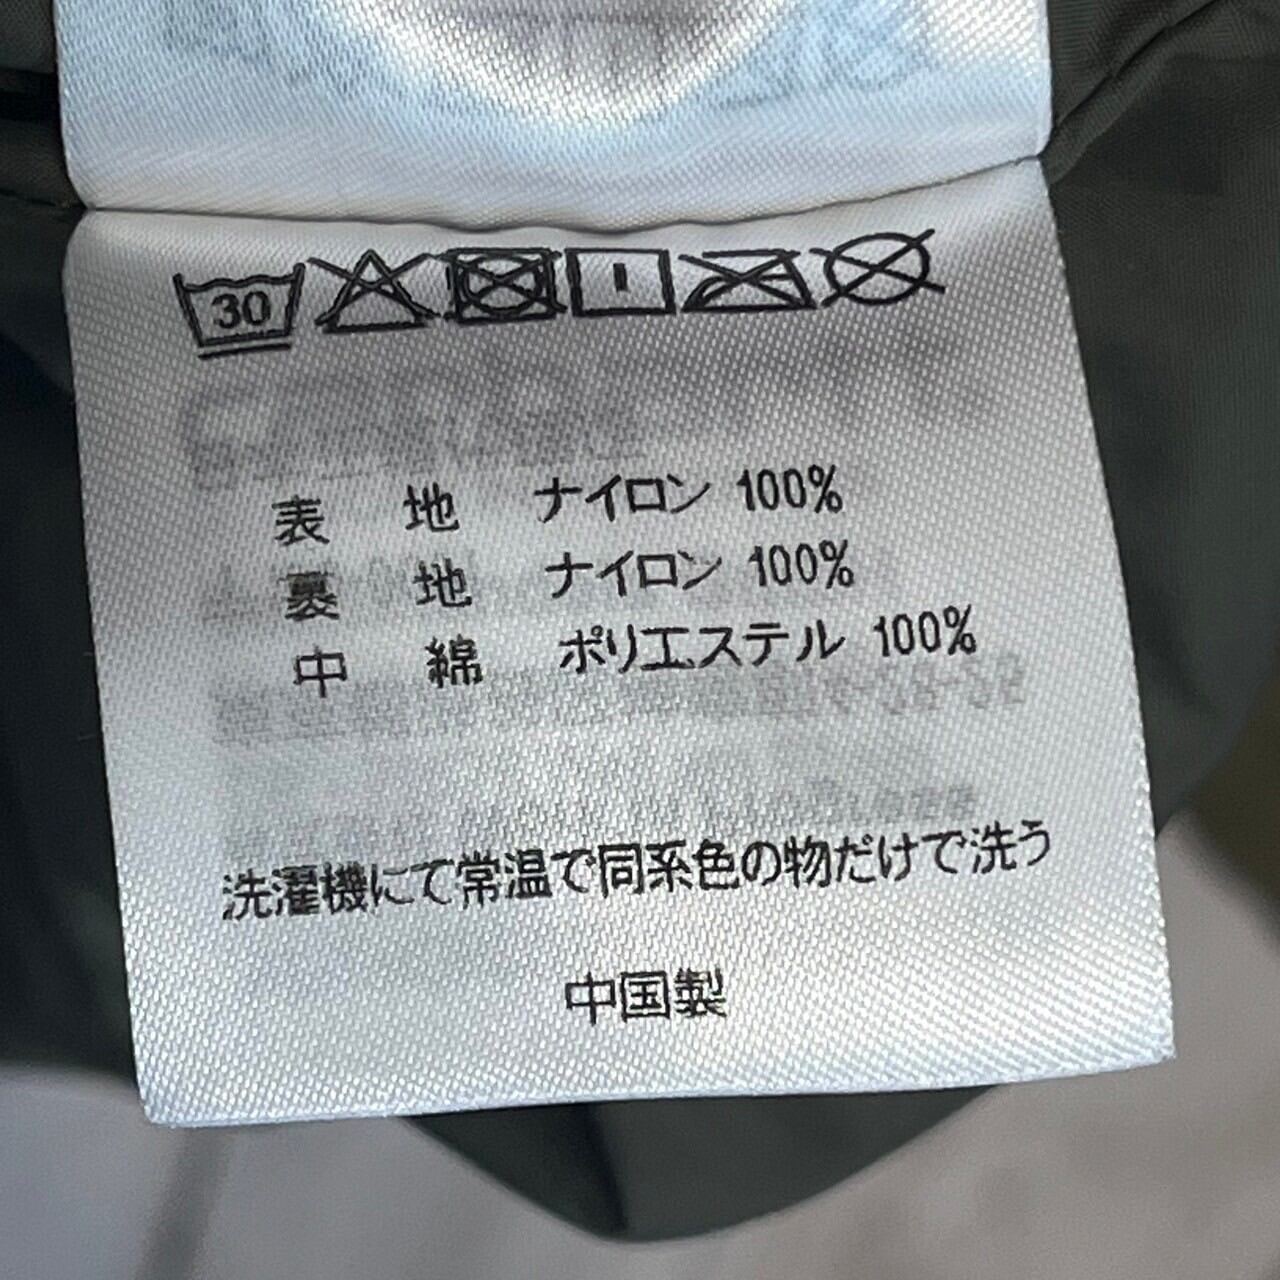 30
表 地 ナイロン 100%
裏 地 ナイロン 100%
中 綿 ポリエステル 100%
洗濯機にて常温で同系色の物だけで洗う
中国製